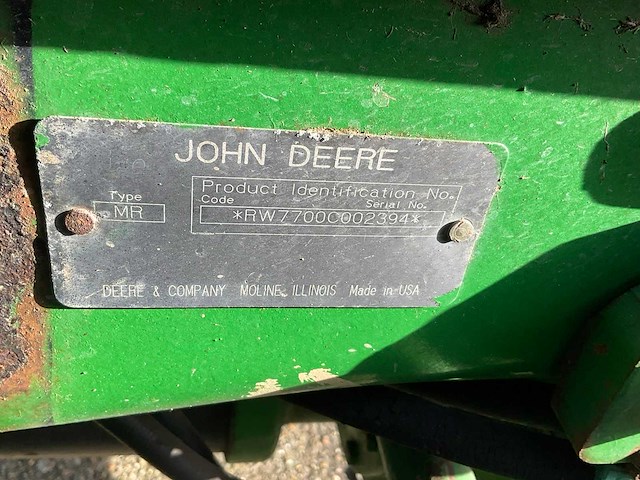 JOHN DEERE
Product Identification No.
Code Serial No.
Type
MR
*RW7700C002394*
DEERE & COMPANY MOLINE, ILLINOIS Made in USA